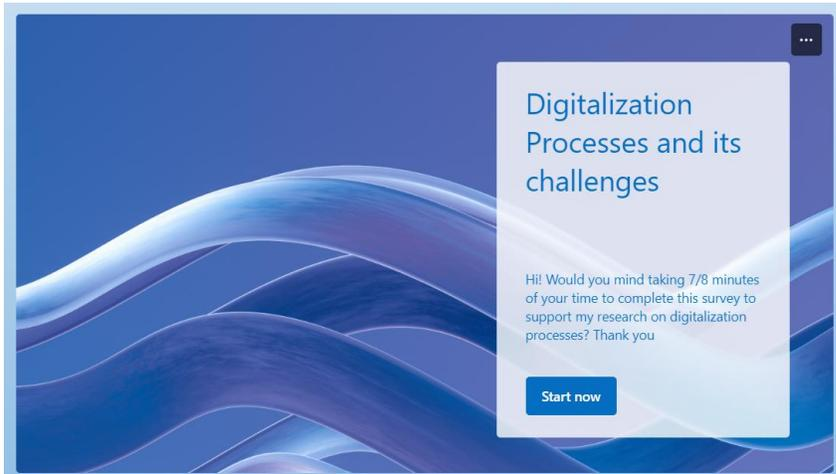 Digitalization
Processes and its
challenges
Hi! Would you mind taking 7/8 minutes
of your time to complete this survey to
support my research on digitalization
processes? Thank you
Start now